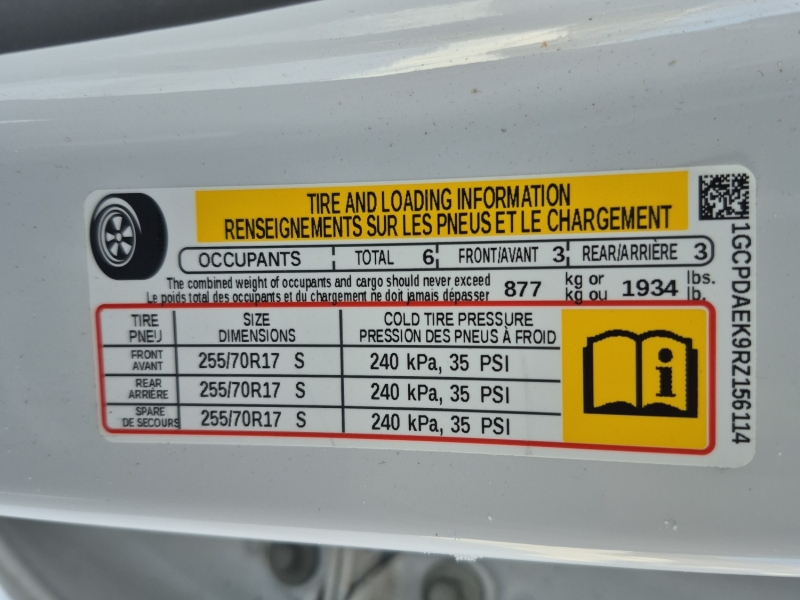 TIRE AND LOADING INFORMATION
RENSEIGNEMENTS SUR LES PNEUS ET LE CHARGEMENT
OCCUPANTS TOTAL 6 FRONT/AVANT 3 REAR/ARRIÈRE 3
The combined weight of occupants and cargo should never exceed 877 kg or 1934 lbs.
Le poids total des occupants et du chargement ne doit jamais dépasser kg ou lb.
TIRE SIZE COLD TIRE PRESSURE
PNEU DIMENSIONS PRESSION DES PNEUS À FROID
FRONT
AVANT 255/70R17 S 240 kPa, 35 PSI
REAR
ARRIÈRE 255/70R17 S 240 kPa, 35 PSI
SPARE
DE SECOURS 255/70R17 S 240 kPa, 35 PSI
1GCPDAEK9RZ156114